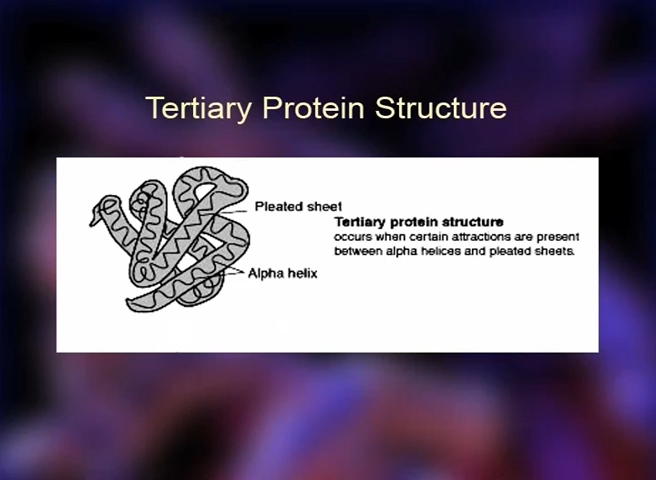 Tertiary Protein Structure
Pleated sheet
Tertiary protein structure
occurs when certain attractions are present
between alpha helices and pleated sheets.
Alpha helix